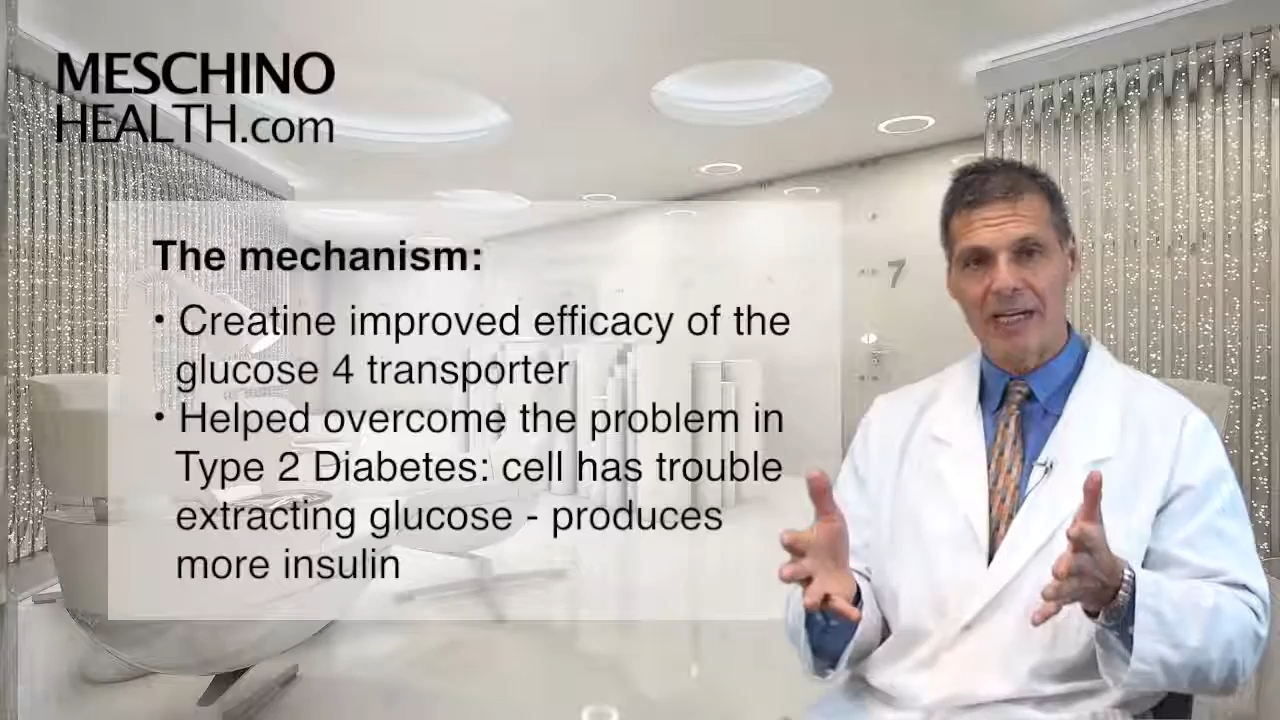 MESCHINO
HEALTH.com
The mechanism:
• Creatine improved efficacy of the
glucose 4 transporter
• Helped overcome the problem in
Type 2 Diabetes: cell has trouble
extracting glucose - produces
more insulin
7